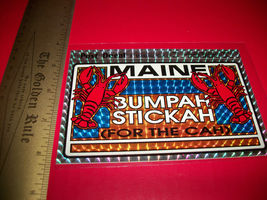 MAINE
BUMPAH
STICKAH
(FOR THE CAH)
The Golden Rule